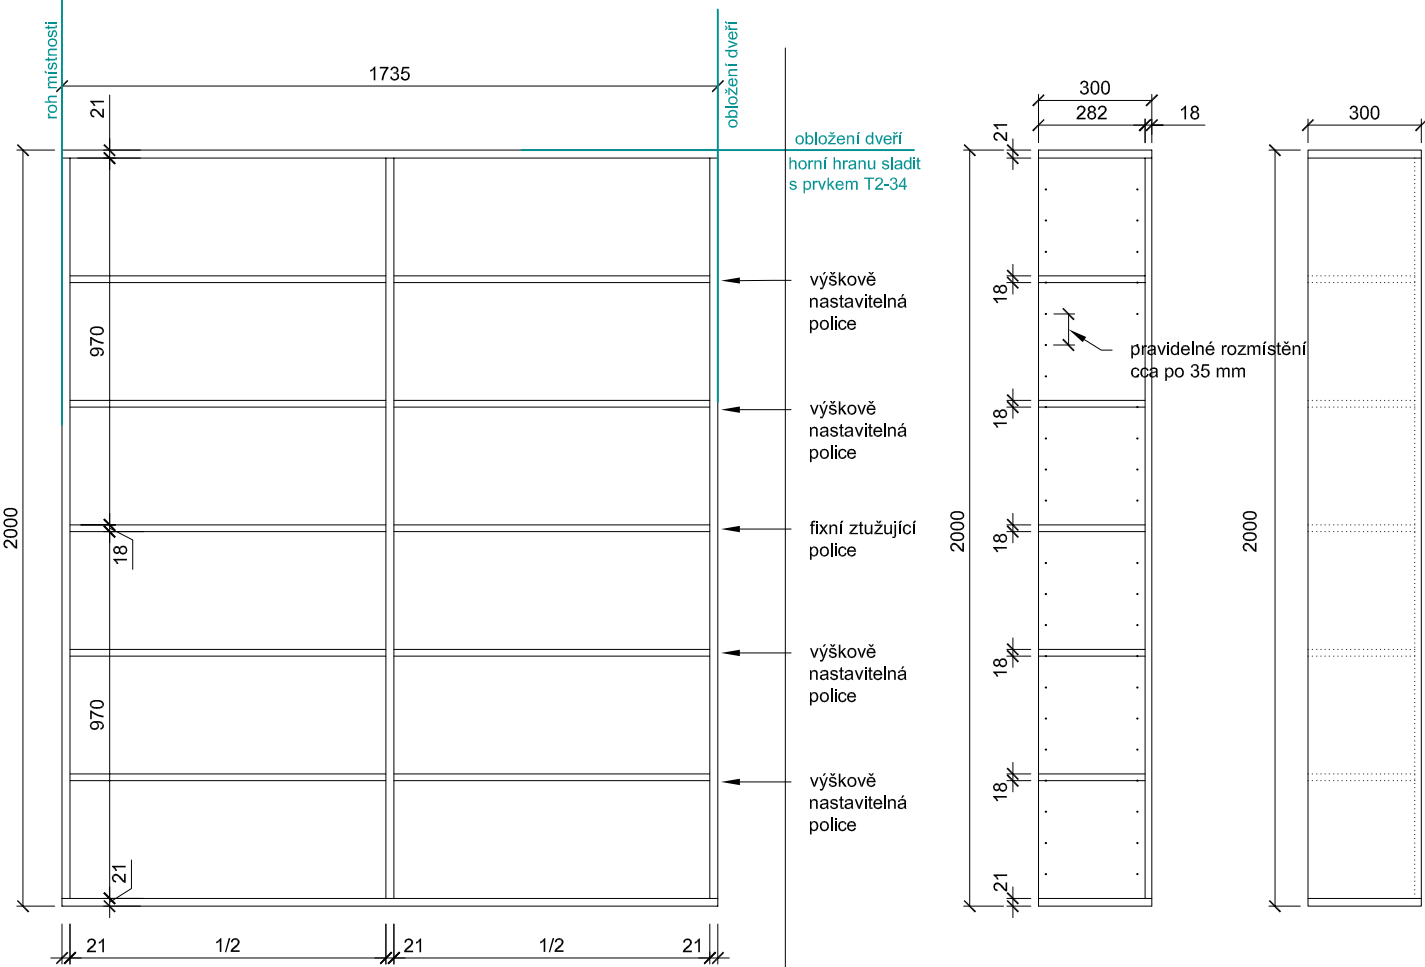 roh místnosti
1735
obložení dveří
21
obložení dveří
horní hranu sladit
s prvkem T2-34
2000
970
18
970
21
21
1/2
21
1/2
21
výškově
nastavitelná
police
výškově
nastavitelná
police
fixní ztužující
police
výškově
nastavitelná
police
výškově
nastavitelná
police
300
282
18
21
2000
18
18
18
18
18
21
pravidelné rozmístění
cca po 35 mm
300
2000